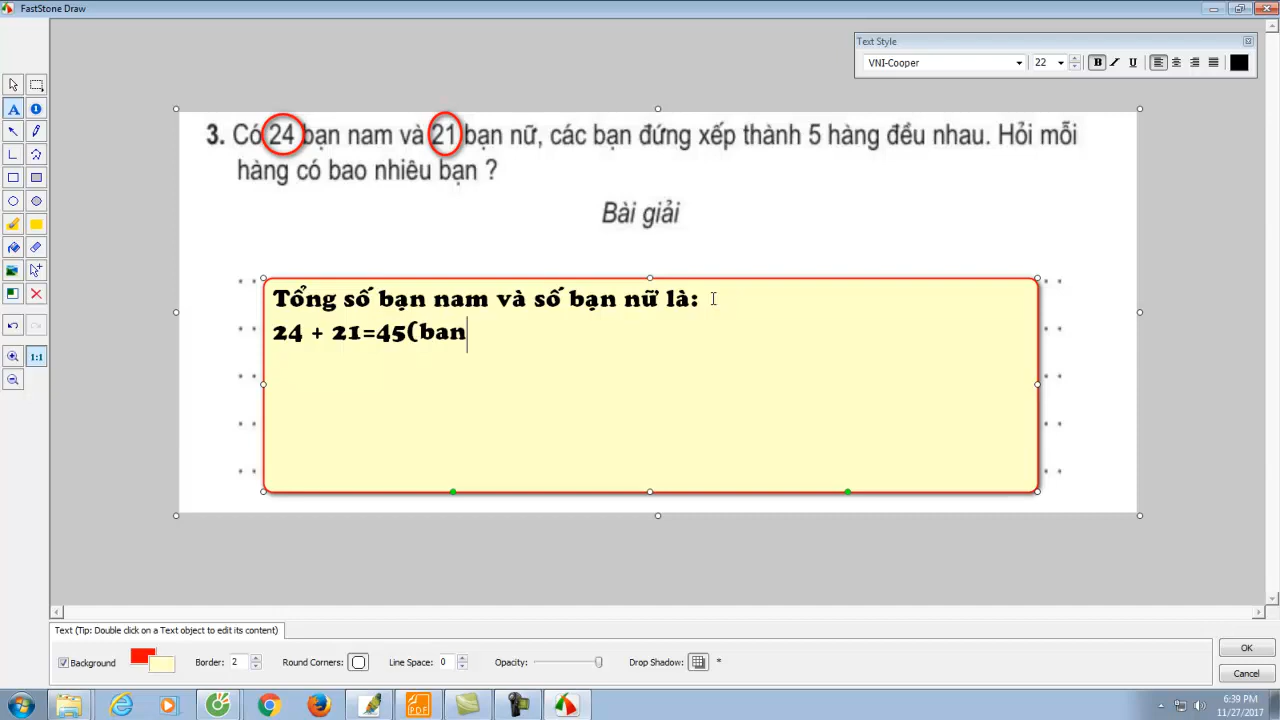 FastStone Draw
Text Style
VNI-Cooper
22
B I U
3. Có 24 bạn nam và 21 bạn nữ, các bạn đứng xếp thành 5 hàng đều nhau. Hỏi mỗi
hàng có bao nhiêu bạn ?
Bài giải
Tổng số bạn nam và số bạn nữ là:
24 + 21=45(ban
1:1
Text (Tip: Double click on a Text object to edit its content)
Background
Border: 2
Round Corners:
Line Space: 0
Opacity:
Drop Shadow:
*
OK
Cancel
PDF
6:39 PM
11/27/2017